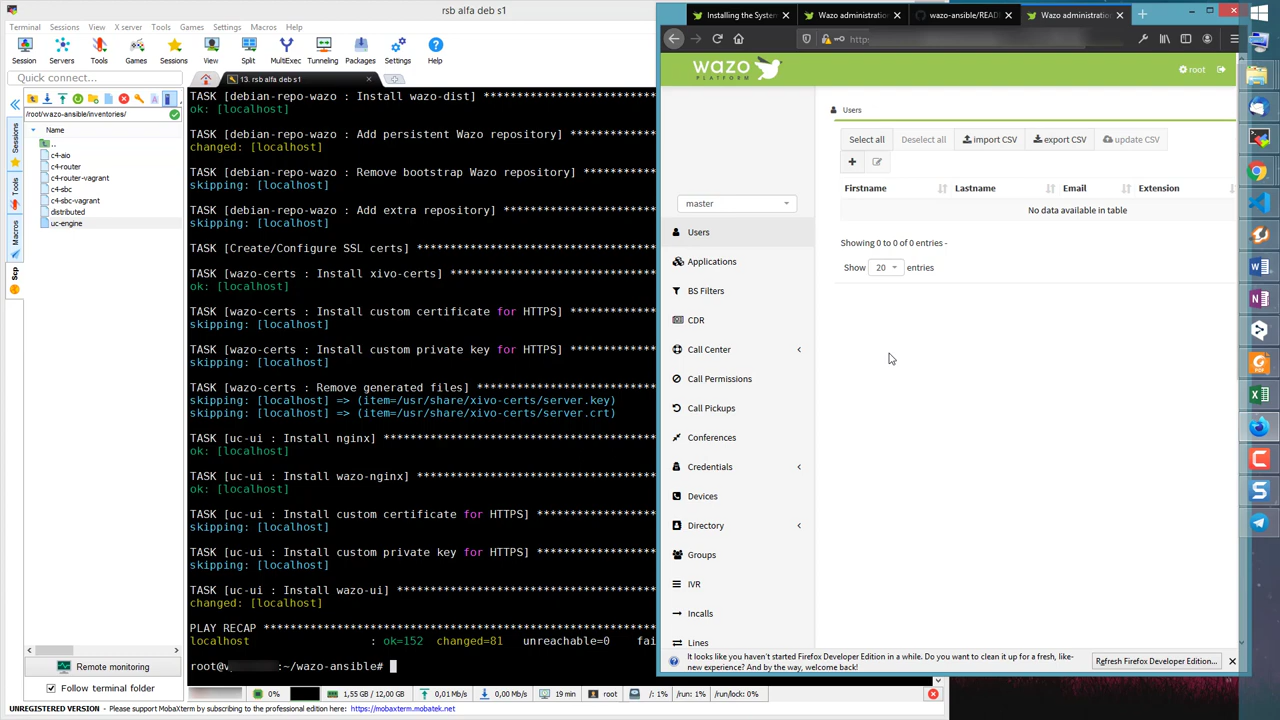 rsb alfa deb s1
Terminal Sessions View X server Tools Games Settings Macros Help
Session Servers Tools Games Sessions View Split MultiExec Tunneling Packages Settings Help
Quick connect...
13. rsb alfa deb s1
/root/wazo-ansible/inventories/
Name
..
c4-aio
c4-router
c4-router-vagrant
c4-sbc
c4-sbc-vagrant
distributed
uc-engine
Sessions
Tools
Macros
Scp
Remote monitoring
Follow terminal folder
TASK [debian-repo-wazo : Install wazo-dist] ************************
ok: [localhost]
TASK [debian-repo-wazo : Add persistent Wazo repository] ***********
changed: [localhost]
TASK [debian-repo-wazo : Remove bootstrap Wazo repository] *********
skipping: [localhost]
TASK [debian-repo-wazo : Add extra repository] *********************
skipping: [localhost]
TASK [Create/Configure SSL certs] **********************************
TASK [wazo-certs : Install xivo-certs] *****************************
ok: [localhost]
TASK [wazo-certs : Install custom certificate for HTTPS] ***********
skipping: [localhost]
TASK [wazo-certs : Install custom private key for HTTPS] ***********
skipping: [localhost]
TASK [wazo-certs : Remove generated files] *************************
skipping: [localhost] => (item=/usr/share/xivo-certs/server.key)
skipping: [localhost] => (item=/usr/share/xivo-certs/server.crt)
TASK [uc-ui : Install nginx] ***************************************
ok: [localhost]
TASK [uc-ui : Install wazo-nginx] **********************************
ok: [localhost]
TASK [uc-ui : Install custom certificate for HTTPS] ****************
skipping: [localhost]
TASK [uc-ui : Install custom private key for HTTPS] ****************
skipping: [localhost]
TASK [uc-ui : Install wazo-ui] *************************************
changed: [localhost]
PLAY RECAP *********************************************************
localhost : ok=152 changed=81 unreachable=0 fai
root@v :~/wazo-ansible#
0% 1,55 GB / 12,00 GB 0,01 Mb/s 0,00 Mb/s 19 min root /: 1% /run: 1% /run/lock: 0%
UNREGISTERED VERSION - Please support MobaXterm by subscribing to the professional edition here: https://mobaxterm.mobatek.net
Installing the System Wazo administration wazo-ansible/READ Wazo administration
https:
wazo
PLATFORM
root
master
Users
Applications
BS Filters
CDR
Call Center
Call Permissions
Call Pickups
Conferences
Credentials
Devices
Directory
Groups
IVR
Incalls
Lines
Users
Select all Deselect all import CSV export CSV update CSV
Firstname Lastname Email Extension
No data available in table
Showing 0 to 0 of 0 entries -
Show 20 entries
It looks like you haven't started Firefox Developer Edition in a while. Do you want to clean it up for a fresh, like-
new experience? And by the way, welcome back!
Refresh Firefox Developer Edition...